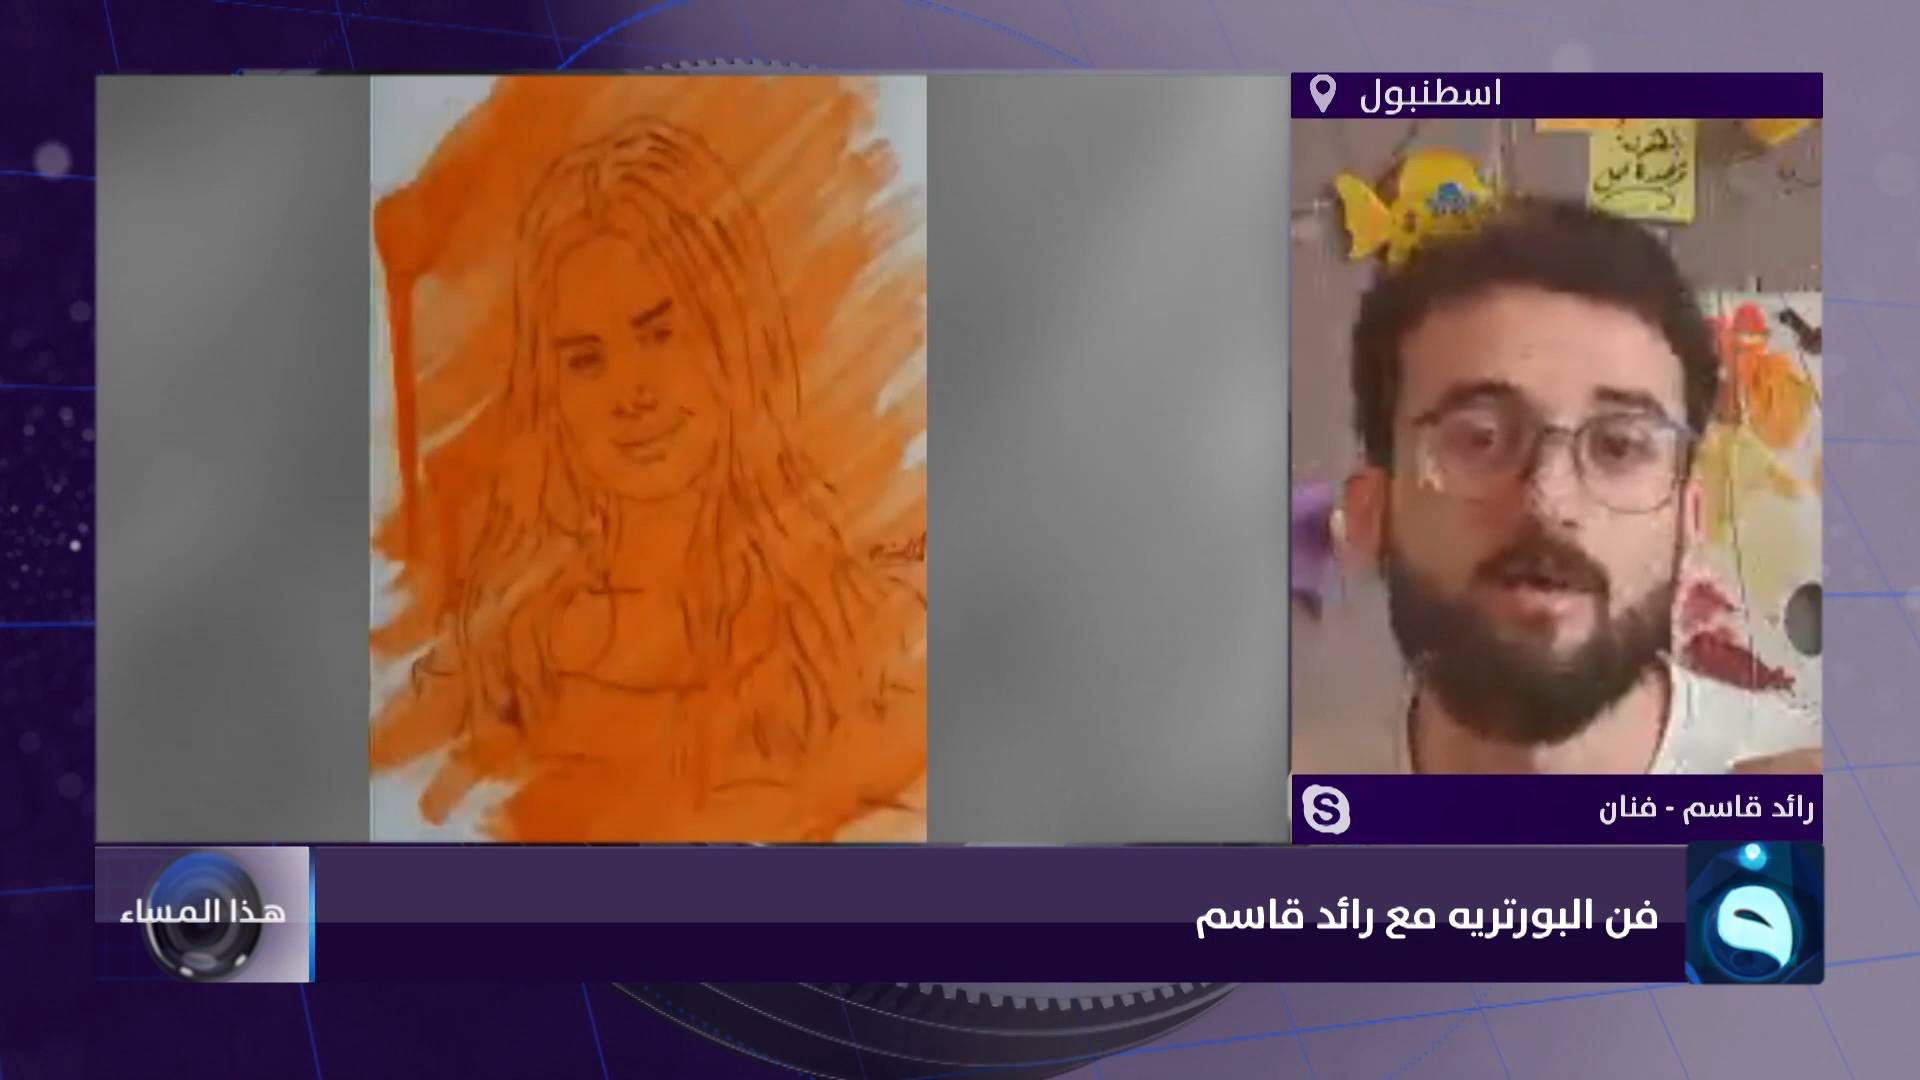 اسطنبول
رائد قاسم - فنان
فن البورتريه مع رائد قاسم
هذا المساء